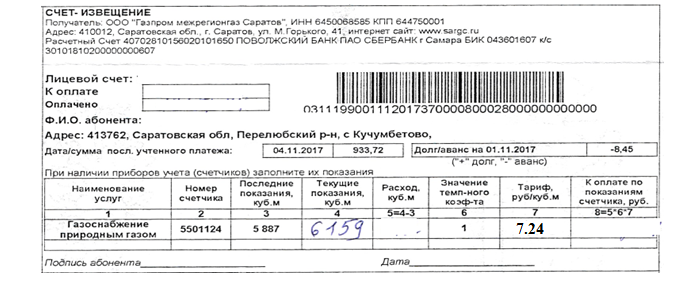 СЧЕТ- ИЗВЕЩЕНИЕ
Получатель: ООО "Газпром межрегионгаз Саратов", ИНН 6450068585 КПП 644750001
Адрес: 410012, Саратовская обл., г. Саратов, ул. М.Горького, 41, интернет сайт: www.sargc.ru
Расчетный Счет 40702810156020101650 ПОВОЛЖСКИЙ БАНК ПАО СБЕРБАНК г Самара БИК 043601607 к/с
30101810200000000607
Лицевой счет:
К оплате
Оплачено
0311199001112017370000800028000000000000
Ф.И.О. абонента:
Адрес: 413762, Саратовская обл, Перелюбский р-н, с Кучумбетово,
Дата/сумма посл. учтенного платежа: 04.11.2017 933,72 Долг/аванс на 01.11.2017 -8,45
("+" долг, "-" аванс)
При наличии приборов учета (счетчиков) заполните их показания
Наименование услуг Номер счетчика Последние показания, куб.м Текущие показания, куб.м Расход, куб.м Значение темп-ного коэф-та Тариф, руб/куб.м К оплате по показаниям счетчика, руб.
1 2 3 4 5=4-3 6 7 8=5*6*7
Газоснабжение природным газом 5501124 5 887 6159 1 7.24
Подпись абонента Дата